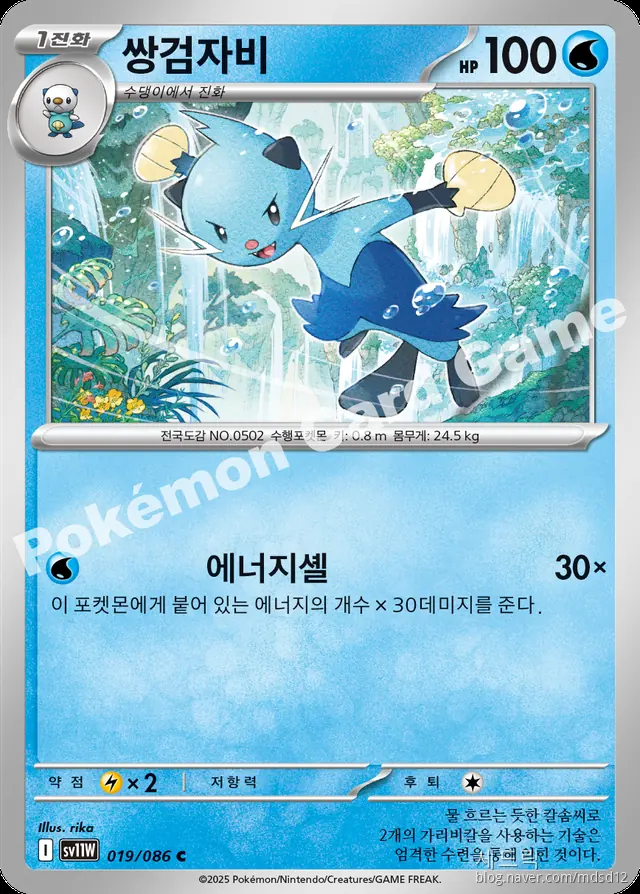 1진화
쌍검자비
HP 100
수댕이에서 진화
전국도감 NO.0502 수행포켓몬 키: 0.8 m 몸무게: 24.5 kg
Pokémon Card Game
에너지셸 30×
이 포켓몬에게 붙어 있는 에너지의 개수 × 30데미지를 준다.
약점 ×2 저항력 후퇴
Illus. rika
물 흐르는 듯한 칼솜씨로
2개의 가리비칼을 사용하는 기술은
엄격한 수련을 통해 익힌 것이다.
I sv11W 019/086 C
blog.naver.com/mdsd12
©2025 Pokémon/Nintendo/Creatures/GAME FREAK.